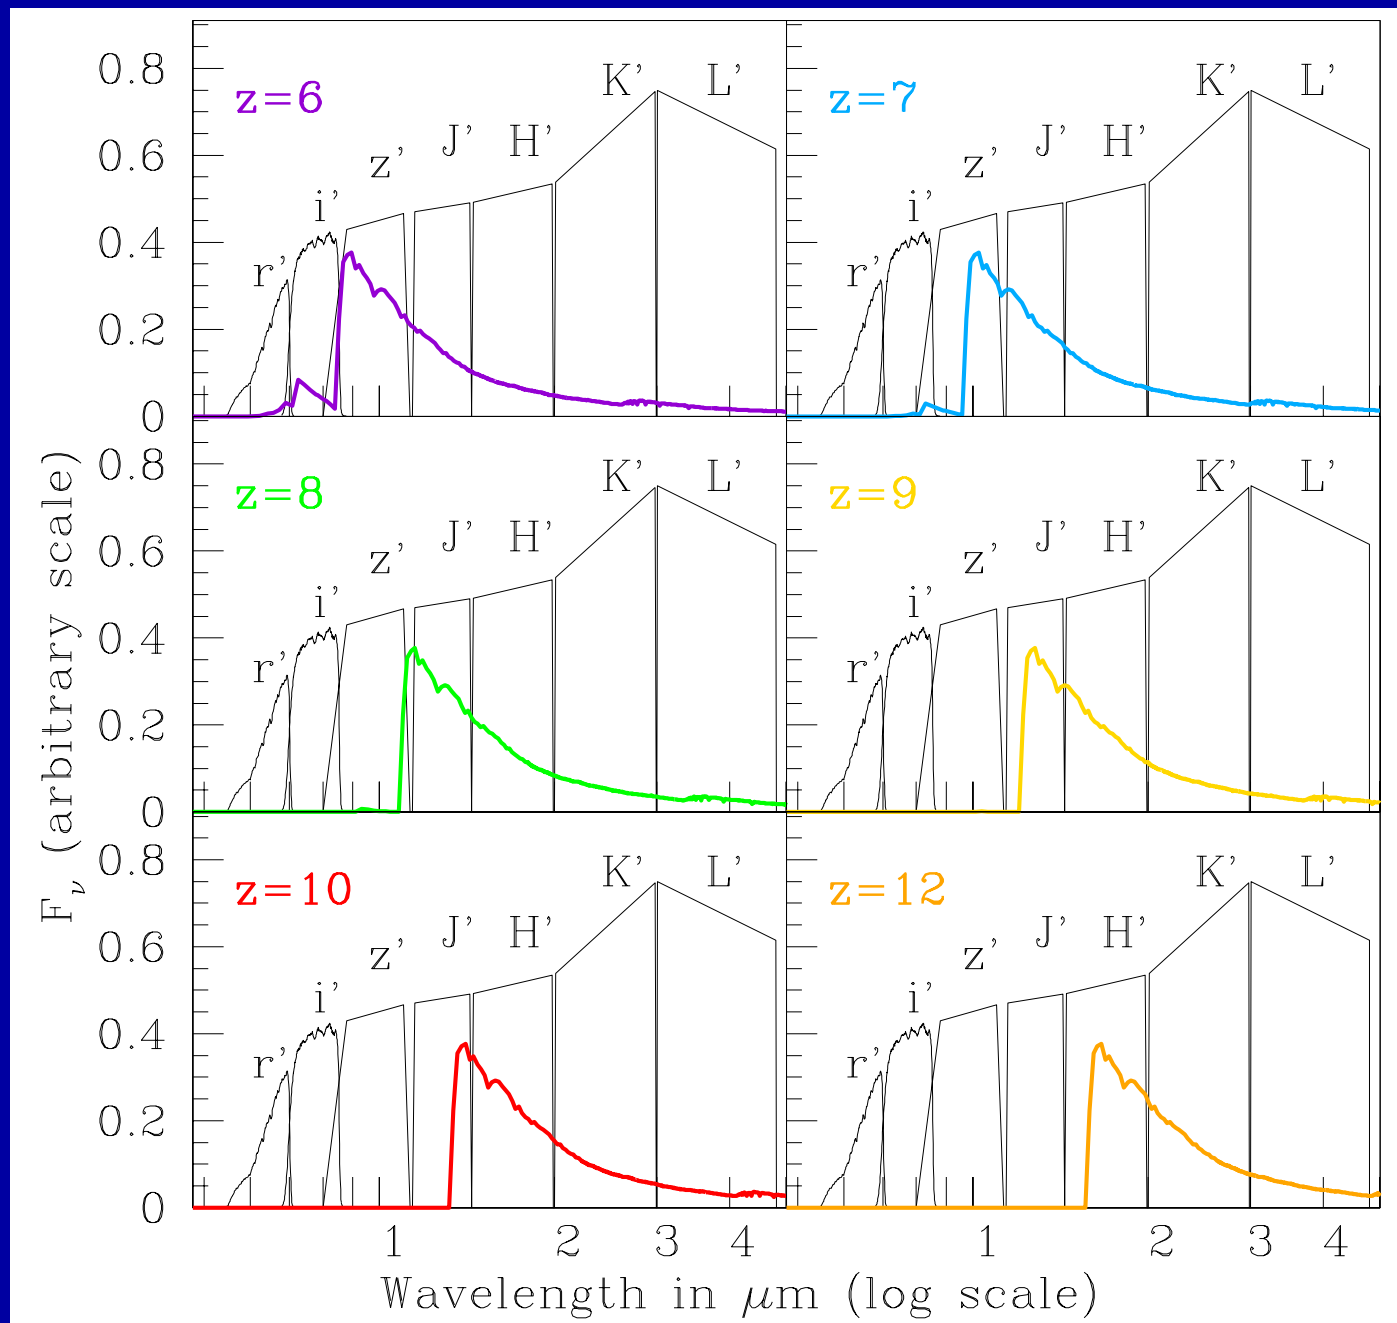 F_ν (arbitrary scale)
0.8
0.6
0.4
0.2
0
z=6
r'
i'
z'
J'
H'
K'
L'
z=7
r'
i'
z'
J'
H'
K'
L'
0.8
0.6
0.4
0.2
0
z=8
r'
i'
z'
J'
H'
K'
L'
z=9
r'
i'
z'
J'
H'
K'
L'
0.8
0.6
0.4
0.2
0
z=10
r'
i'
z'
J'
H'
K'
L'
z=12
r'
i'
z'
J'
H'
K'
L'
1 2 3 4 1 2 3 4
Wavelength in μm (log scale)